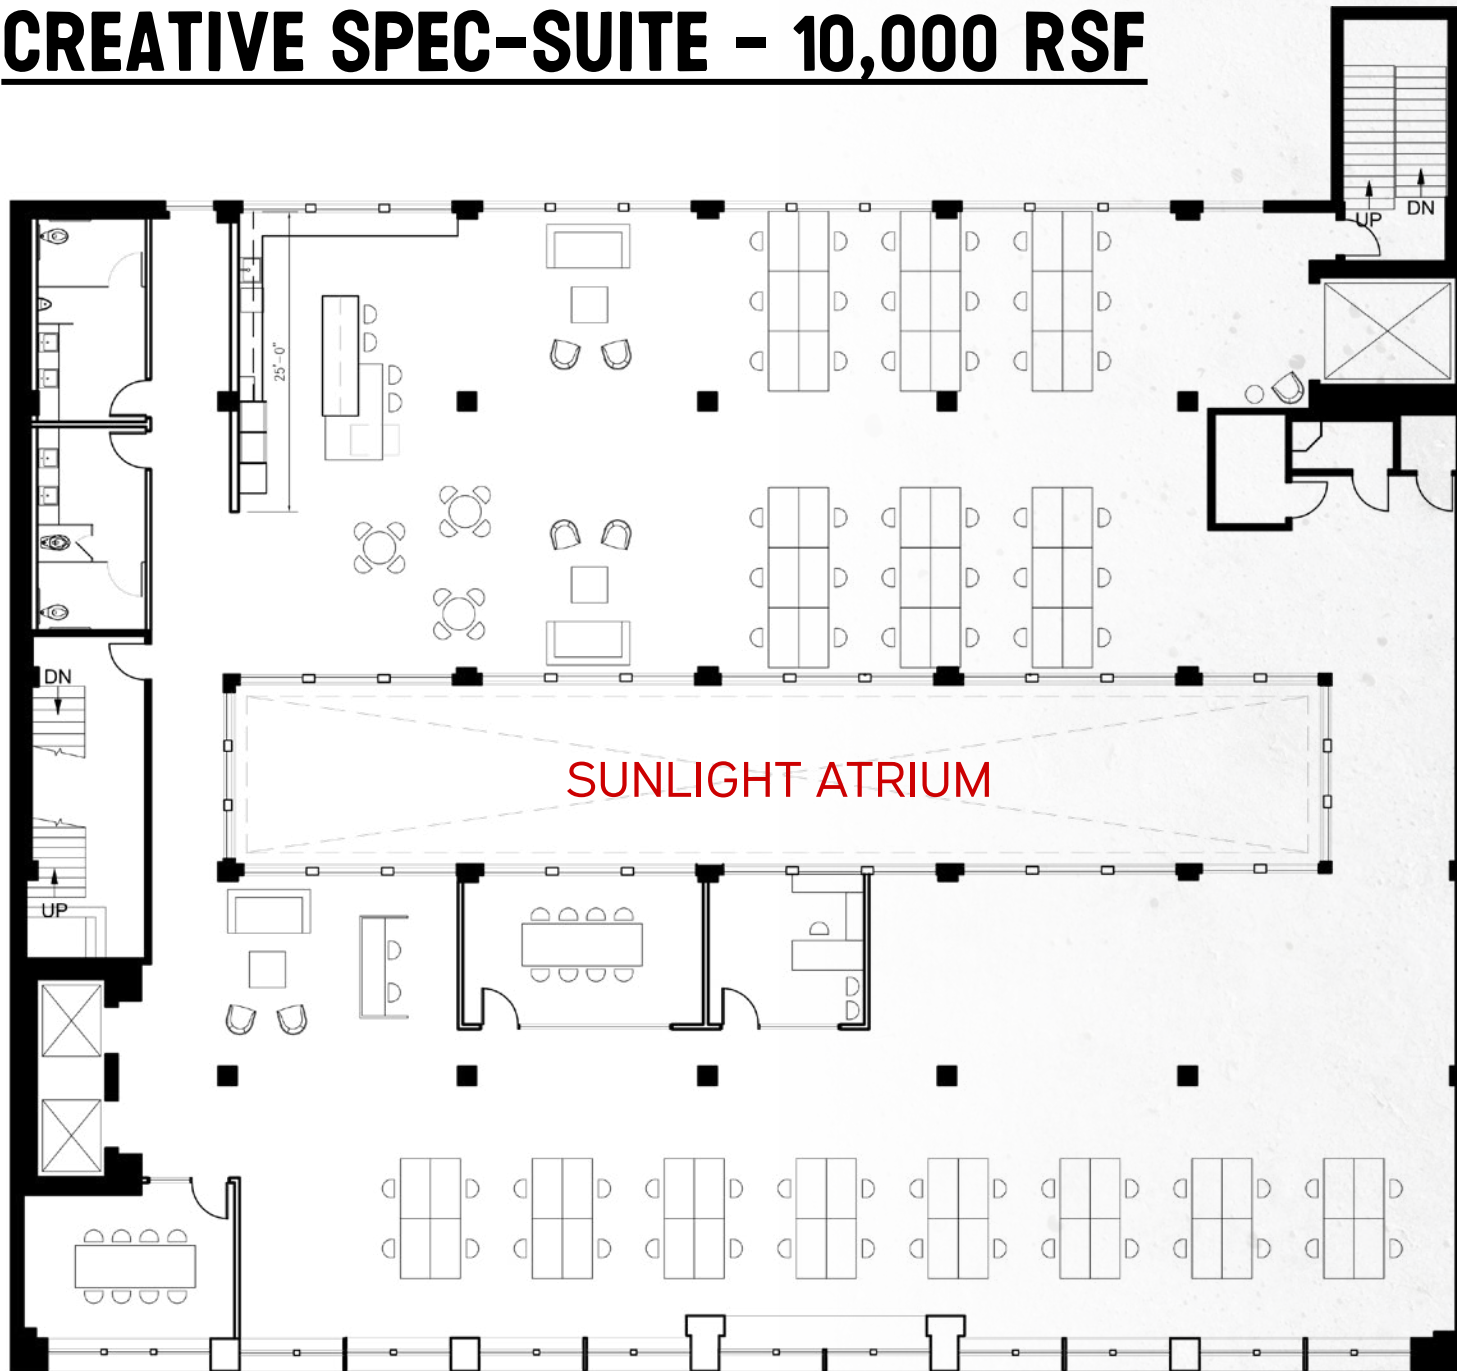 CREATIVE SPEC-SUITE - 10,000 RSF
UP
DN
25'-0"
DN
SUNLIGHT ATRIUM
UP